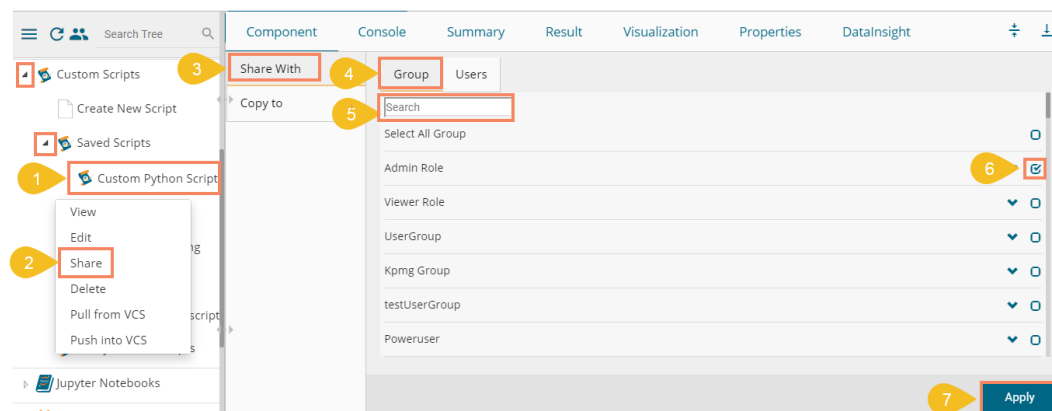 Search Tree
Component
Console
Summary
Result
Visualization
Properties
DataInsight
Custom Scripts
3
Share With
4
Group
Users
Create New Script
Copy to
5
Search
Saved Scripts
Select All Group
1
Custom Python Script
Admin Role
6
View
Viewer Role
Edit
ng
UserGroup
2
Share
Kpmg Group
Delete
testUserGroup
Pull from VCS
script
Push into VCS
s
Poweruser
Jupyter Notebooks
7
Apply